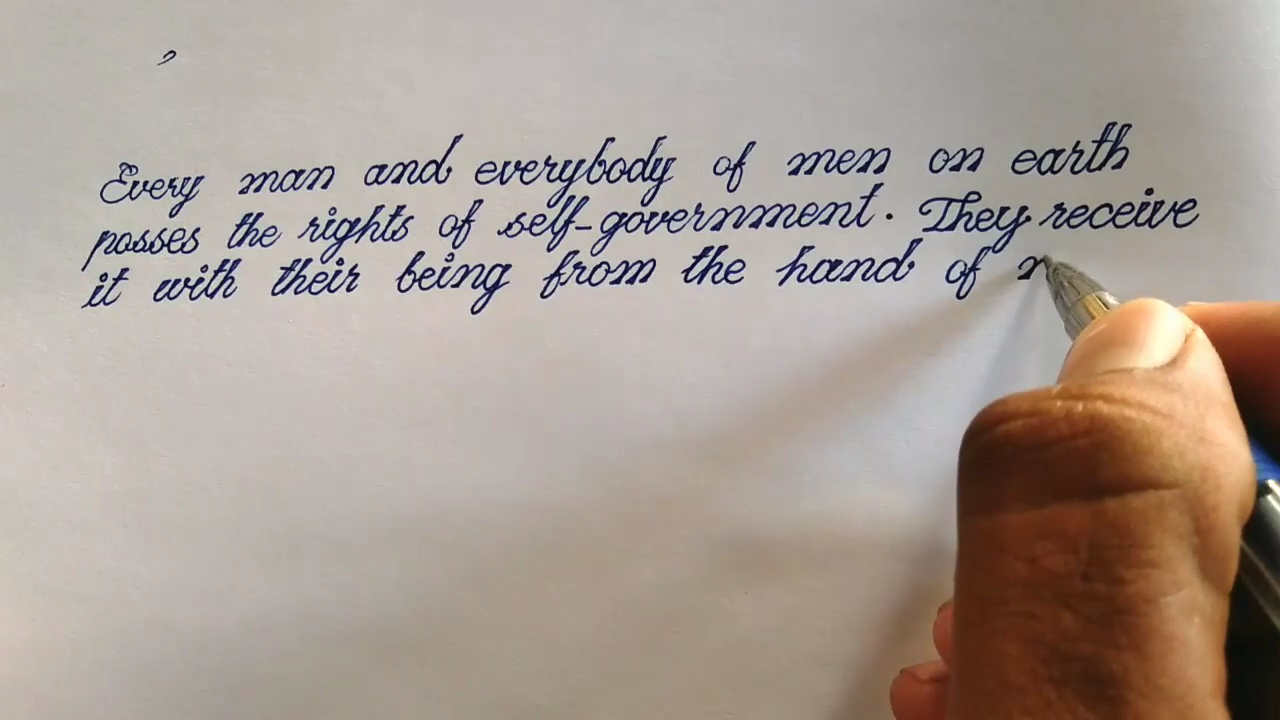 Every man and everybody of men on earth
posses the rights of self-government. They receive
it with their being from the hand of